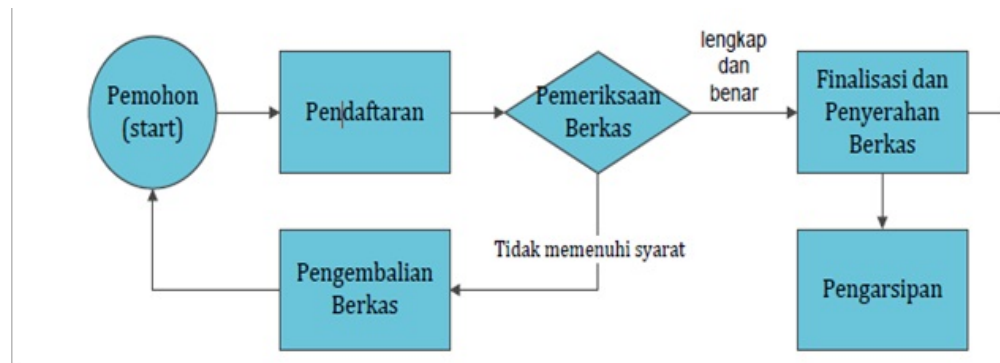 Pemohon
(start)
Pendaftaran
Pemeriksaan
Berkas
lengkap
dan
benar
Finalisasi dan
Penyerahan
Berkas
Tidak memenuhi syarat
Pengembalian
Berkas
Pengarsipan